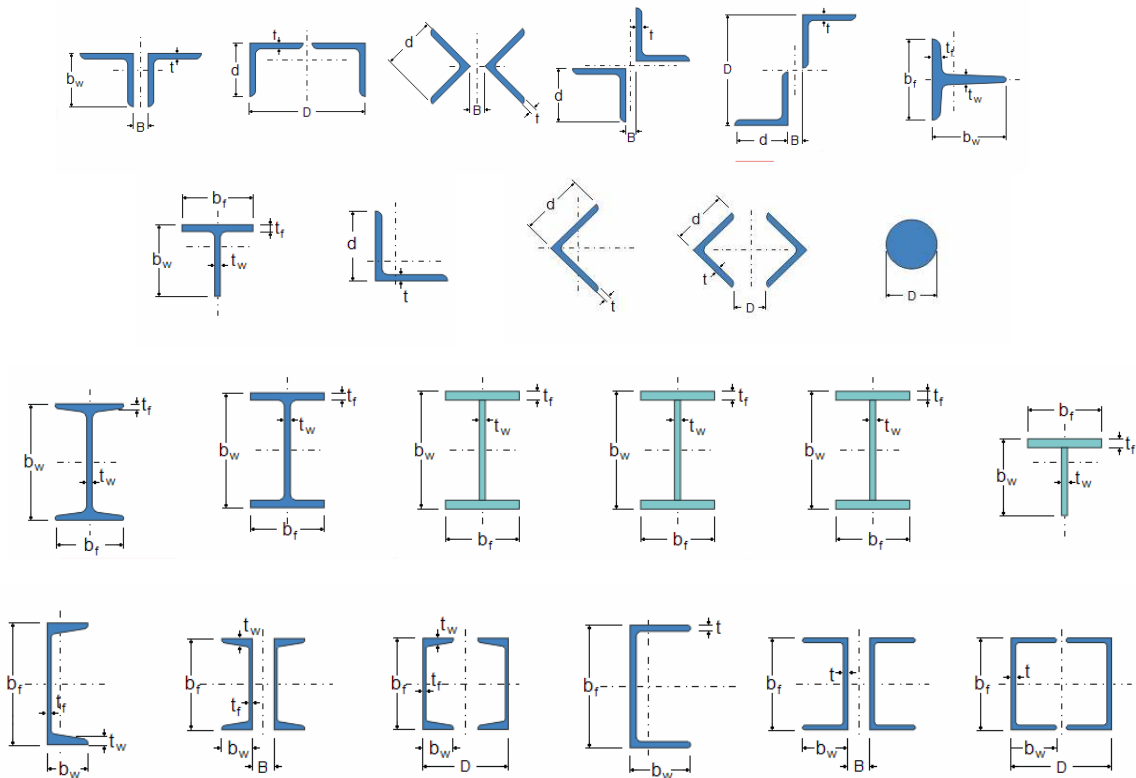 b_w t B
t d D
d B t
t d B
t D d B
t_f b_f t_w b_w
b_f t_f b_w t_w
d t
d t
d t D
D
t_f b_w t_w b_f
t_f t_w b_w b_f
t_f t_w b_w b_f
t_f t_w b_w b_f
t_f t_w b_w b_f
b_f t_f b_w t_w
b_f t_f t_w b_w
t_w b_f t_f b_w B
t_w b_f t_f b_w D
t b_f b_w
b_f t b_w B
b_f t b_w D